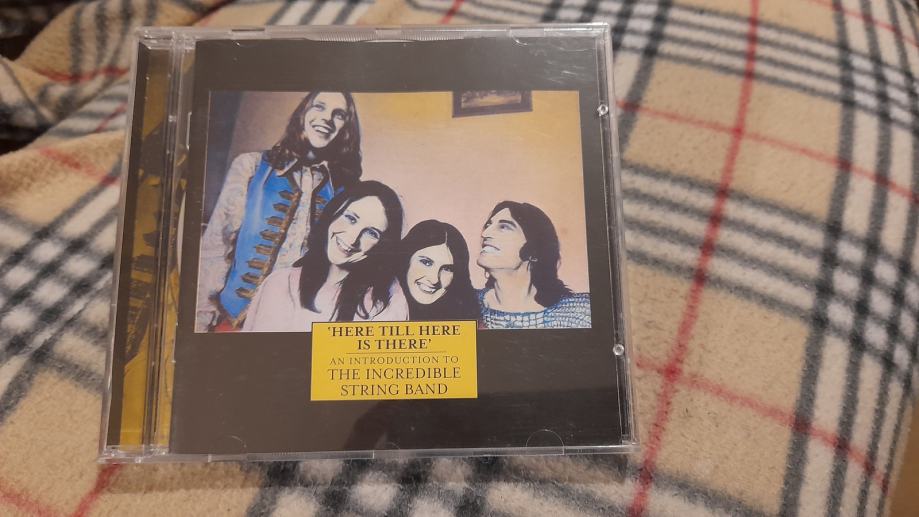 'HERE TILL HERE
IS THERE'
AN INTRODUCTION TO
THE INCREDIBLE
STRING BAND